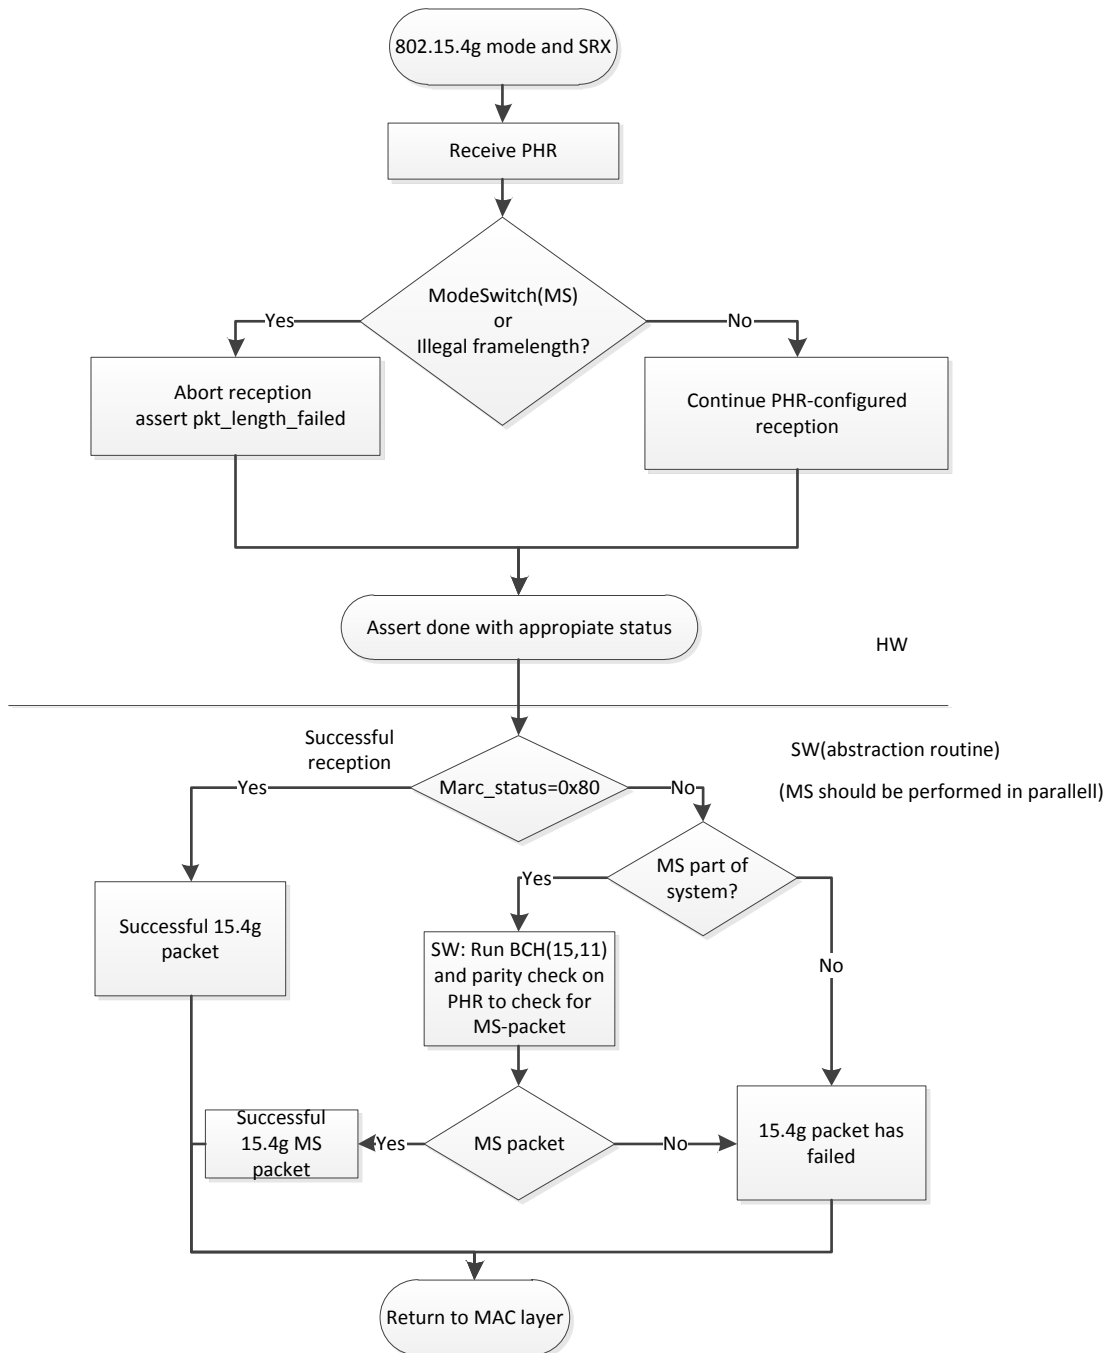 802.15.4g mode and SRX
Receive PHR
ModeSwitch(MS)
or
Illegal framelength?
Yes
No
Abort reception
assert pkt_length_failed
Continue PHR-configured
reception
Assert done with appropiate status
HW
Successful
reception
SW(abstraction routine)
(MS should be performed in parallell)
Marc_status=0x80
Yes
No
MS part of
system?
Yes
No
Successful 15.4g
packet
SW: Run BCH(15,11)
and parity check on
PHR to check for
MS-packet
Successful
15.4g MS
packet
Yes
MS packet
No
15.4g packet has
failed
Return to MAC layer